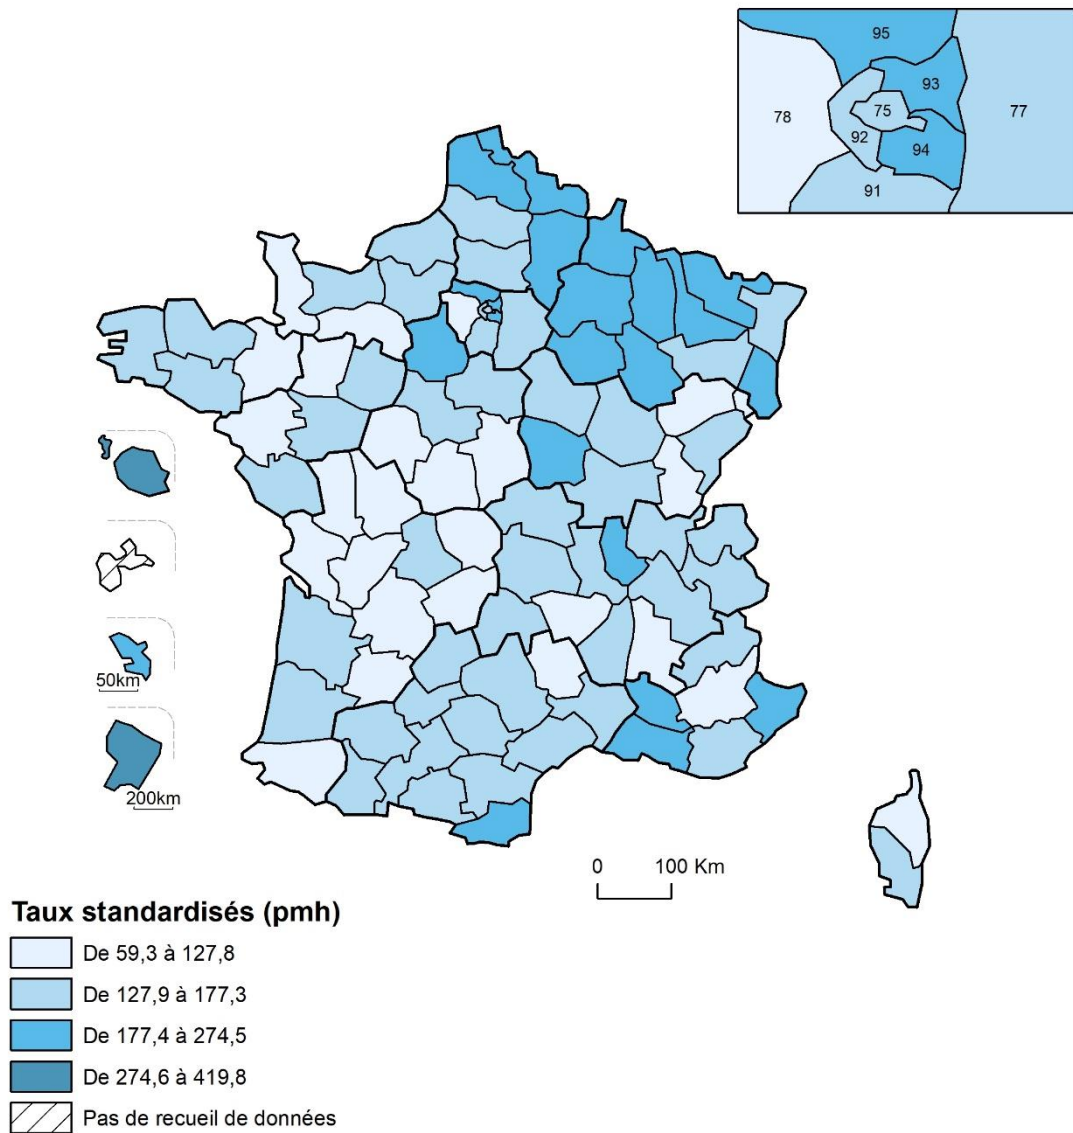 95
93
78
75
77
92
94
91
50km
200km
0 100 Km
Taux standardisés (pmh)
De 59,3 à 127,8
De 127,9 à 177,3
De 177,4 à 274,5
De 274,6 à 419,8
Pas de recueil de données